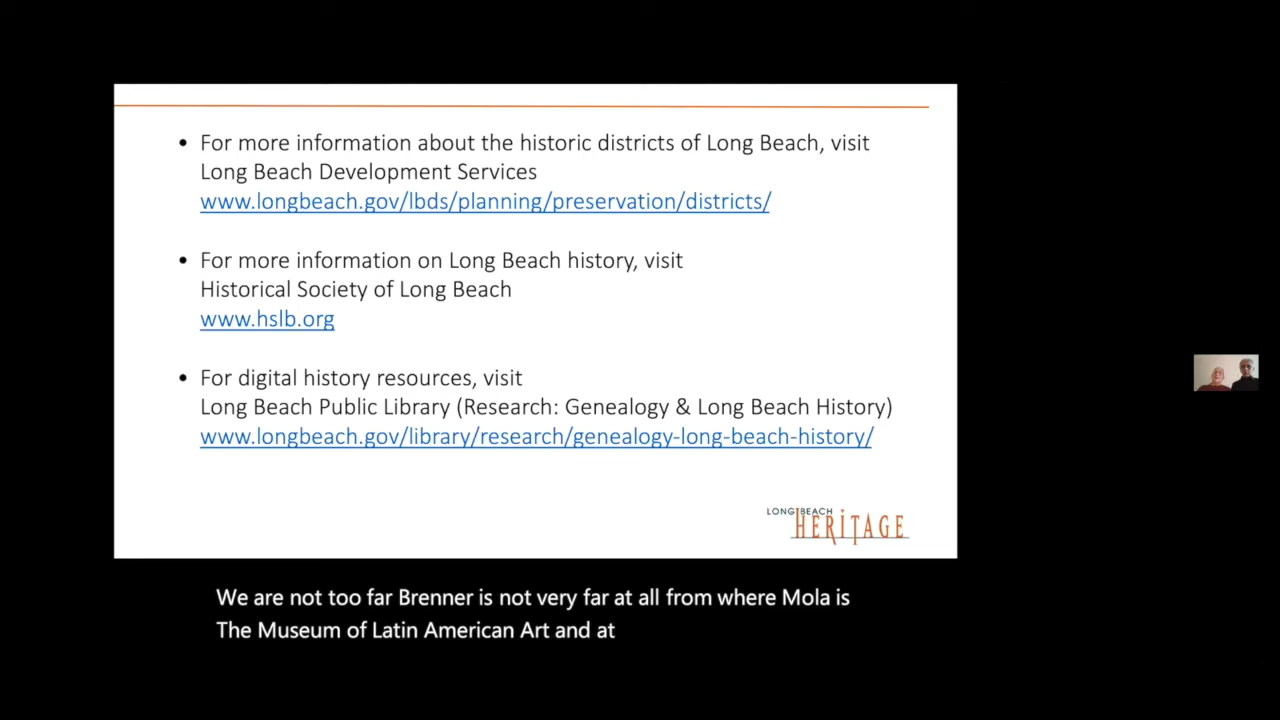 • For more information about the historic districts of Long Beach, visit
Long Beach Development Services
www.longbeach.gov/lbds/planning/preservation/districts/
• For more information on Long Beach history, visit
Historical Society of Long Beach
www.hslb.org
• For digital history resources, visit
Long Beach Public Library (Research: Genealogy & Long Beach History)
www.longbeach.gov/library/research/genealogy-long-beach-history/
LONG BEACH
HERITAGE
We are not too far Brenner is not very far at all from where Mola is
The Museum of Latin American Art and at